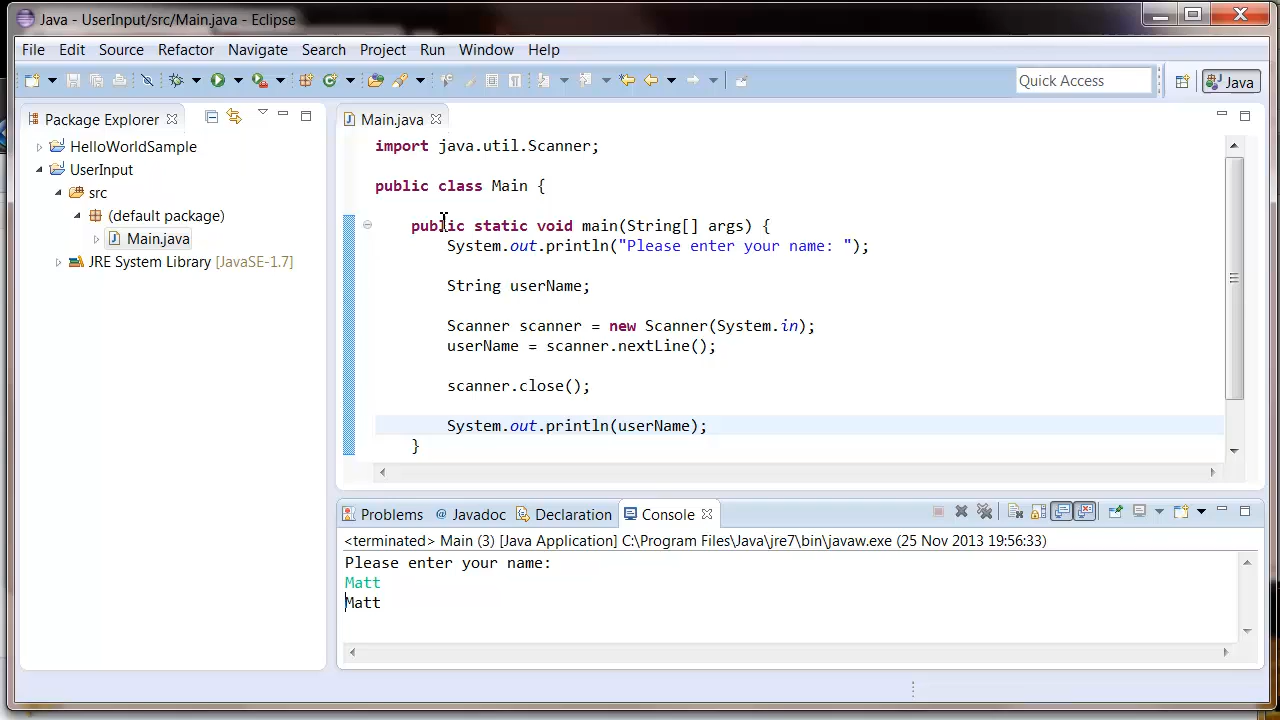 Java - UserInput/src/Main.java - Eclipse
File Edit Source Refactor Navigate Search Project Run Window Help
Quick Access
Java
Package Explorer
HelloWorldSample
UserInput
src
(default package)
Main.java
JRE System Library [JavaSE-1.7]
Main.java
import java.util.Scanner;
public class Main {
public static void main(String[] args) {
System.out.println("Please enter your name: ");
String userName;
Scanner scanner = new Scanner(System.in);
userName = scanner.nextLine();
scanner.close();
System.out.println(userName);
}
Problems @ Javadoc Declaration Console
<terminated> Main (3) [Java Application] C:\Program Files\Java\jre7\bin\javaw.exe (25 Nov 2013 19:56:33)
Please enter your name:
Matt
Matt